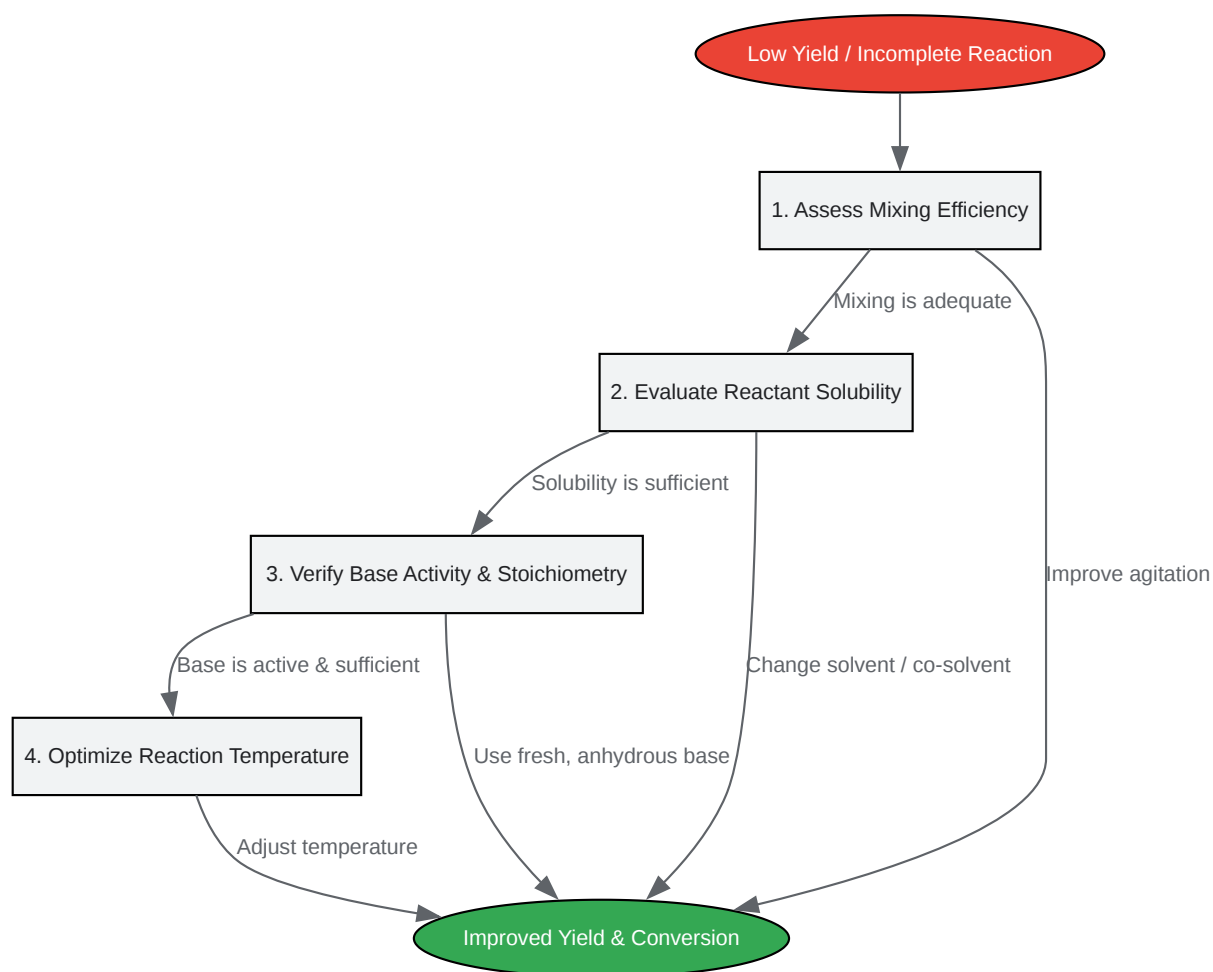 Low Yield / Incomplete Reaction
1. Assess Mixing Efficiency
Mixing is adequate
2. Evaluate Reactant Solubility
Solubility is sufficient
3. Verify Base Activity & Stoichiometry
Improve agitation
Base is active & sufficient
Change solvent / co-solvent
4. Optimize Reaction Temperature
Use fresh, anhydrous base
Adjust temperature
Improved Yield & Conversion